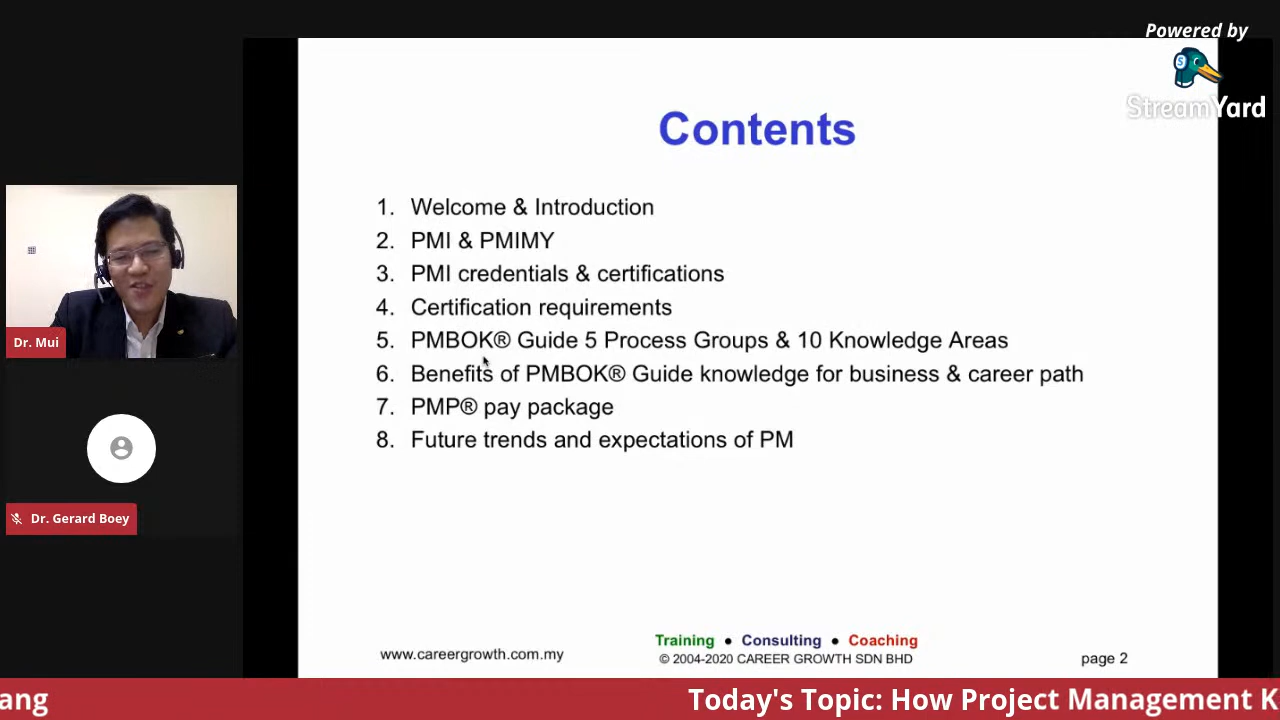 Powered by
StreamYard
Contents
1. Welcome & Introduction
2. PMI & PMIMY
3. PMI credentials & certifications
4. Certification requirements
5. PMBOK® Guide 5 Process Groups & 10 Knowledge Areas
6. Benefits of PMBOK® Guide knowledge for business & career path
7. PMP® pay package
8. Future trends and expectations of PM
Dr. Mui
Dr. Gerard Boey
Training ● Consulting ● Coaching
www.careergrowth.com.my
© 2004-2020 CAREER GROWTH SDN BHD
page 2
ang
Today's Topic: How Project Management K